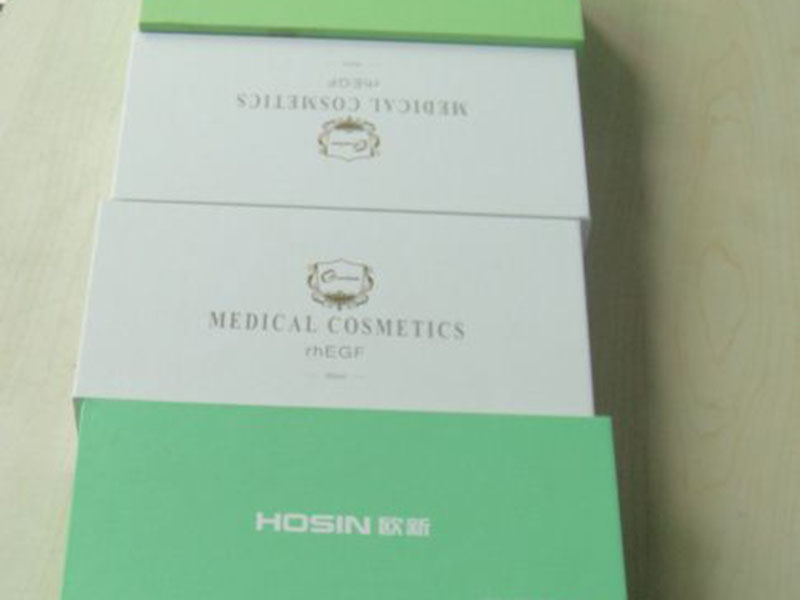 rhEGF
MEDICAL COSMETICS
MEDICAL COSMETICS
rhEGF
HOSIN 欧新